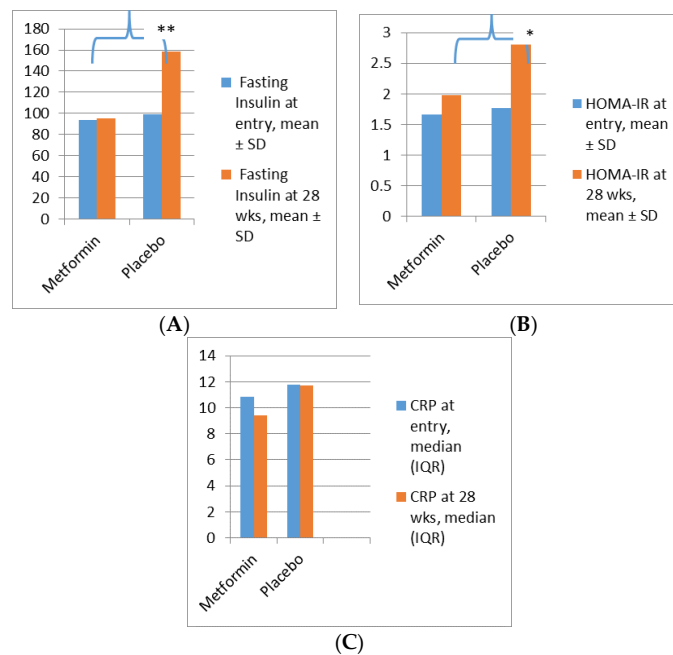 180
160
140
120
100
80
60
40
20
0
**
Fasting
Insulin at
entry, mean
± SD
Fasting
Insulin at 28
wks, mean ±
SD
Metformin
Placebo
(A)
3
2.5
2
1.5
1
0.5
0
*
HOMA-IR at
entry, mean
± SD
HOMA-IR at
28 wks,
mean ± SD
Metformin
Placebo
(B)
14
12
10
8
6
4
2
0
CRP at
entry,
median
(IQR)
CRP at 28
wks, median
(IQR)
Metformin
Placebo
(C)